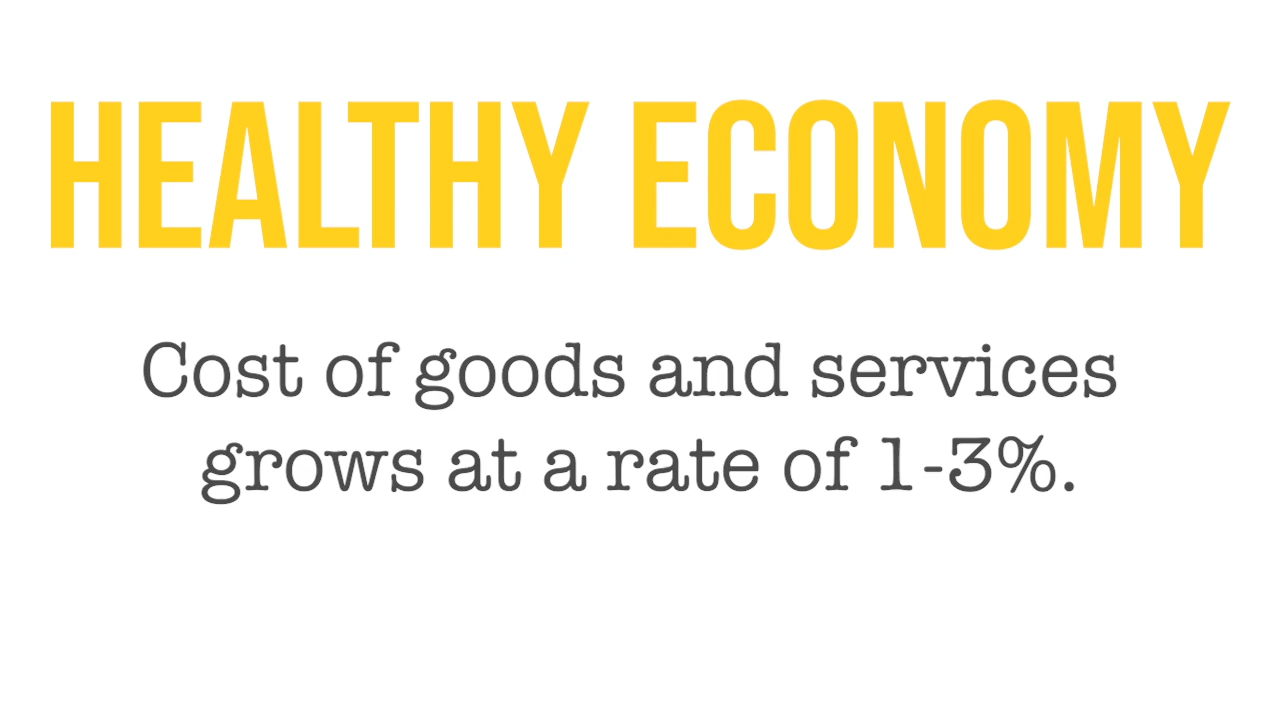 HEALTHY ECONOMY
Cost of goods and services
grows at a rate of 1-3%.